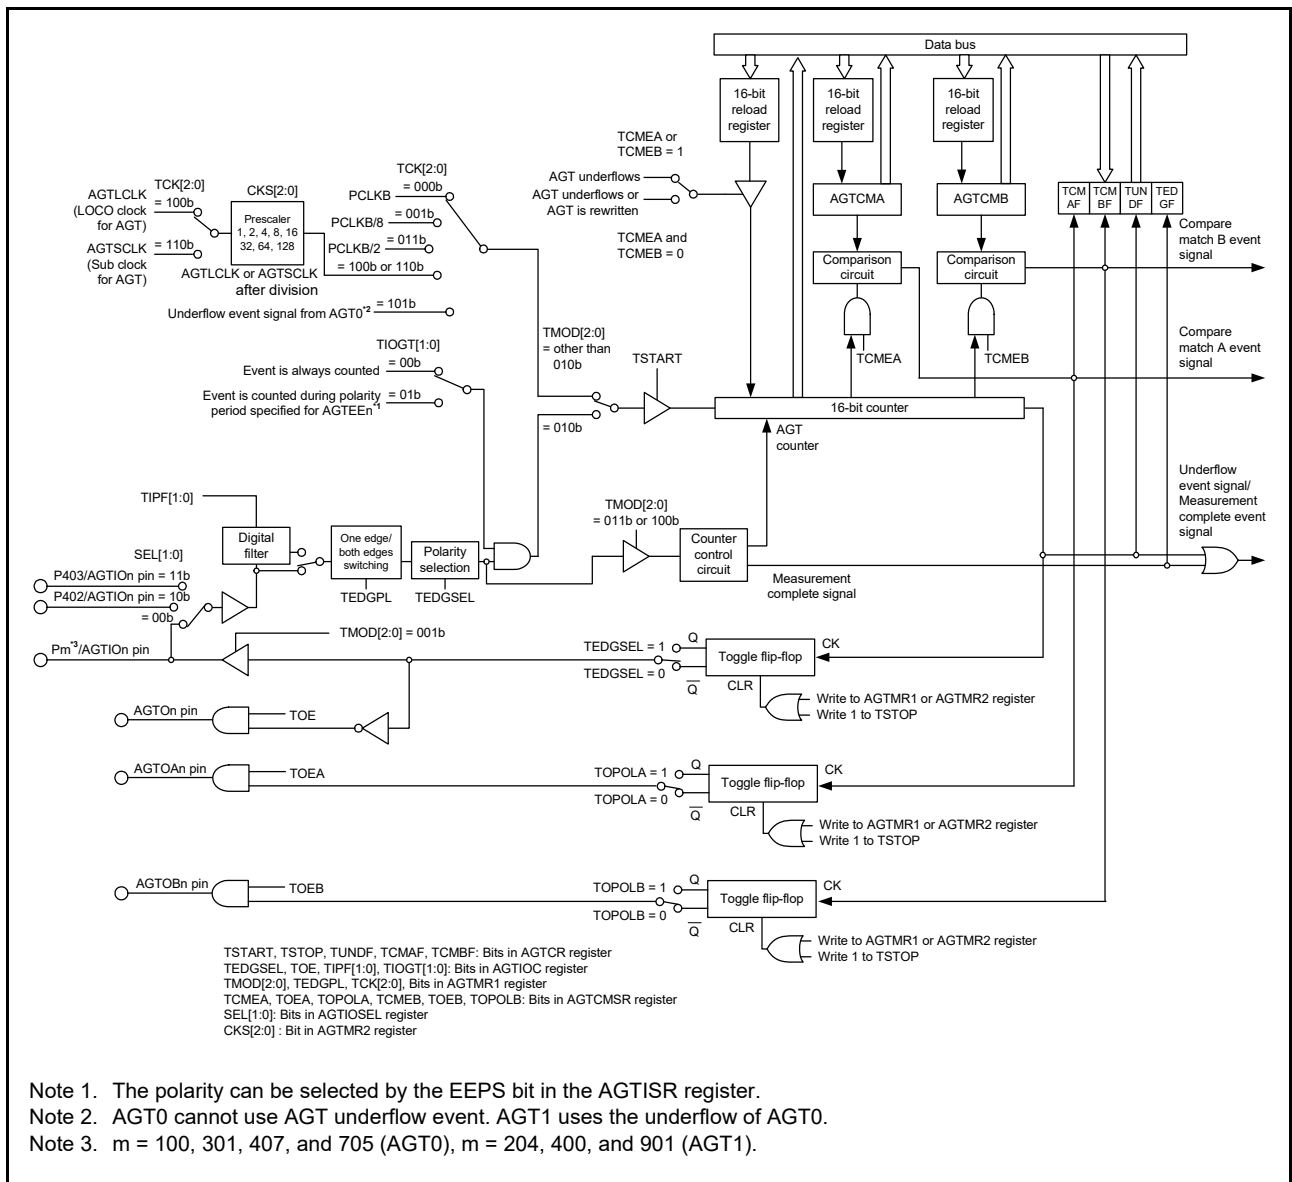 Data bus
16-bit
reload
register
16-bit
reload
register
16-bit
reload
register
TCMEA or
TCMEB = 1
AGT underflows
AGT underflows or
AGT is rewritten
TCMEA and
TCMEB = 0
AGTCMA
AGTCMB
TCM
AF
TCM
BF
TUN
DF
TED
GF
Comparison
circuit
Comparison
circuit
Compare
match B event
signal
TCMEA
TCMEB
Compare
match A event
signal
TCK[2:0]
AGTLCLK
(LOCO clock
for AGT)
= 100b
AGTSCLK
(Sub clock
for AGT)
= 110b
CKS[2:0]
Prescaler
1, 2, 4, 8, 16
32, 64, 128
AGTLCLK or AGTSCLK
after division
TCK[2:0]
PCLKB = 000b
PCLKB/8 = 001b
PCLKB/2 = 011b
= 100b or 110b
Underflow event signal from AGT0*2 = 101b
TIOGT[1:0]
Event is always counted = 00b
Event is counted during polarity
period specified for AGTEEn*1 = 01b
TMOD[2:0]
= other than
010b
= 010b
TSTART
16-bit counter
AGT
counter
TIPF[1:0]
Digital
filter
One edge/
both edges
switching
Polarity
selection
TEDGPL
TEDGSEL
TMOD[2:0]
= 011b or 100b
Counter
control
circuit
Measurement
complete signal
Underflow
event signal/
Measurement
complete event
signal
SEL[1:0]
P403/AGTIOn pin = 11b
P402/AGTIOn pin = 10b
= 00b
Pm*3/AGTIOn pin
TMOD[2:0] = 001b
TEDGSEL = 1
TEDGSEL = 0
Q
Q
Toggle flip-flop
CK
CLR
Write to AGTMR1 or AGTMR2 register
Write 1 to TSTOP
AGTOn pin
TOE
AGTOAn pin
TOEA
TOPOLA = 1
TOPOLA = 0
Q
Q
Toggle flip-flop
CK
CLR
Write to AGTMR1 or AGTMR2 register
Write 1 to TSTOP
AGTOBn pin
TOEB
TOPOLB = 1
TOPOLB = 0
Q
Q
Toggle flip-flop
CK
CLR
Write to AGTMR1 or AGTMR2 register
Write 1 to TSTOP
TSTART, TSTOP, TUNDF, TCMAF, TCMBF: Bits in AGTCR register
TEDGSEL, TOE, TIPF[1:0], TIOGT[1:0]: Bits in AGTIOC register
TMOD[2:0], TEDGPL, TCK[2:0], Bits in AGTMR1 register
TCMEA, TOEA, TOPOLA, TCMEB, TOEB, TOPOLB: Bits in AGTCMSR register
SEL[1:0]: Bits in AGTIOSEL register
CKS[2:0] : Bit in AGTMR2 register
Note 1. The polarity can be selected by the EEPS bit in the AGTISR register.
Note 2. AGT0 cannot use AGT underflow event. AGT1 uses the underflow of AGT0.
Note 3. m = 100, 301, 407, and 705 (AGT0), m = 204, 400, and 901 (AGT1).